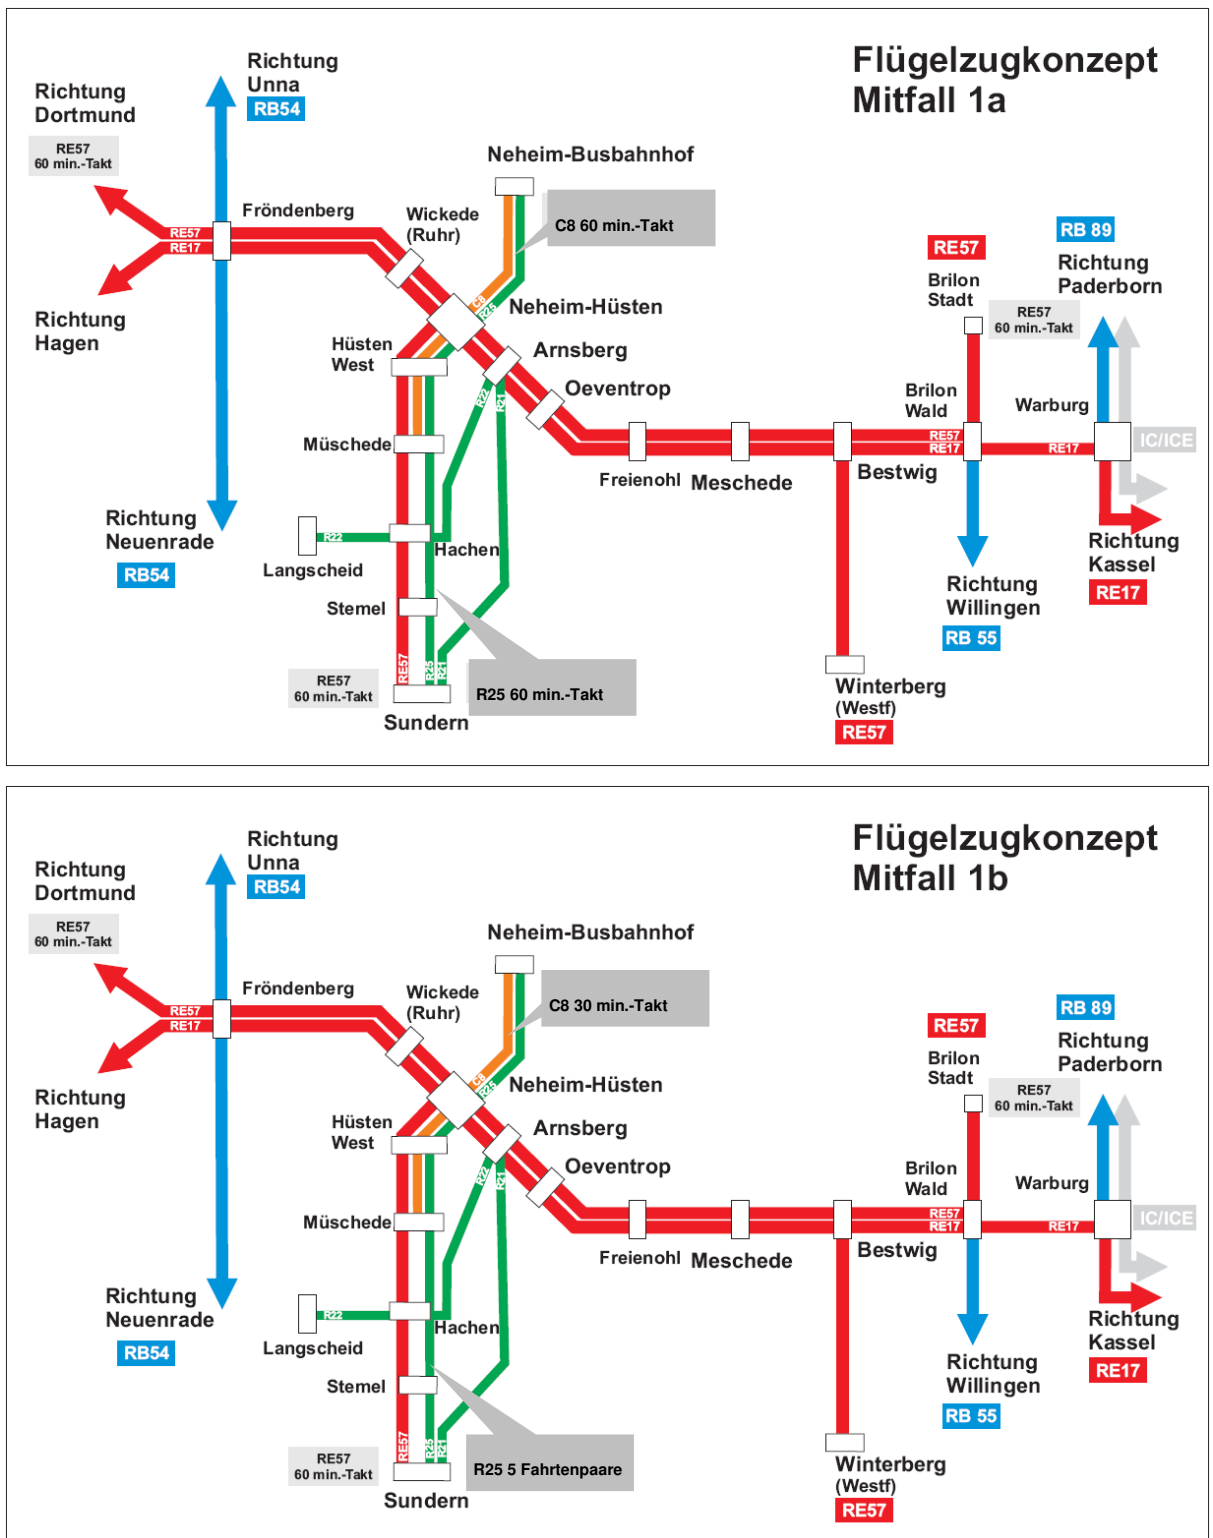 Flügelzugkonzept
Mitfall 1a
Richtung
Unna
RB54
Richtung
Dortmund
RE57
60 min.-Takt
Neheim-Busbahnhof
C8 60 min.-Takt
Fröndenberg
Wickede
(Ruhr)
RE57
RE17
C8
R25
Neheim-Hüsten
Richtung
Hagen
Hüsten
West
Arnsberg
Oeventrop
R22
R21
RE57
Brilon
Stadt
RE57
60 min.-Takt
RB 89
Richtung
Paderborn
Brilon
Wald
Warburg
RE57
RE17
RE17
IC/ICE
Müschede
Freienohl
Meschede
Bestwig
Richtung
Neuenrade
RB54
R22
Langscheid
Hachen
Stemel
Richtung
Kassel
RE17
Richtung
Willingen
RB 55
RE57
60 min.-Takt
RE57
R25
R21
R25 60 min.-Takt
Sundern
Winterberg
(Westf)
RE57
Flügelzugkonzept
Mitfall 1b
Richtung
Unna
RB54
Richtung
Dortmund
RE57
60 min.-Takt
Neheim-Busbahnhof
C8 30 min.-Takt
Fröndenberg
Wickede
(Ruhr)
RE57
RE17
C8
R25
Neheim-Hüsten
Richtung
Hagen
Hüsten
West
Arnsberg
Oeventrop
R22
R21
RE57
Brilon
Stadt
RE57
60 min.-Takt
RB 89
Richtung
Paderborn
Brilon
Wald
Warburg
RE57
RE17
RE17
IC/ICE
Müschede
Freienohl
Meschede
Bestwig
Richtung
Neuenrade
RB54
R22
Langscheid
Hachen
Stemel
Richtung
Kassel
RE17
Richtung
Willingen
RB 55
RE57
60 min.-Takt
RE57
R25
R21
R25 5 Fahrtenpaare
Sundern
Winterberg
(Westf)
RE57